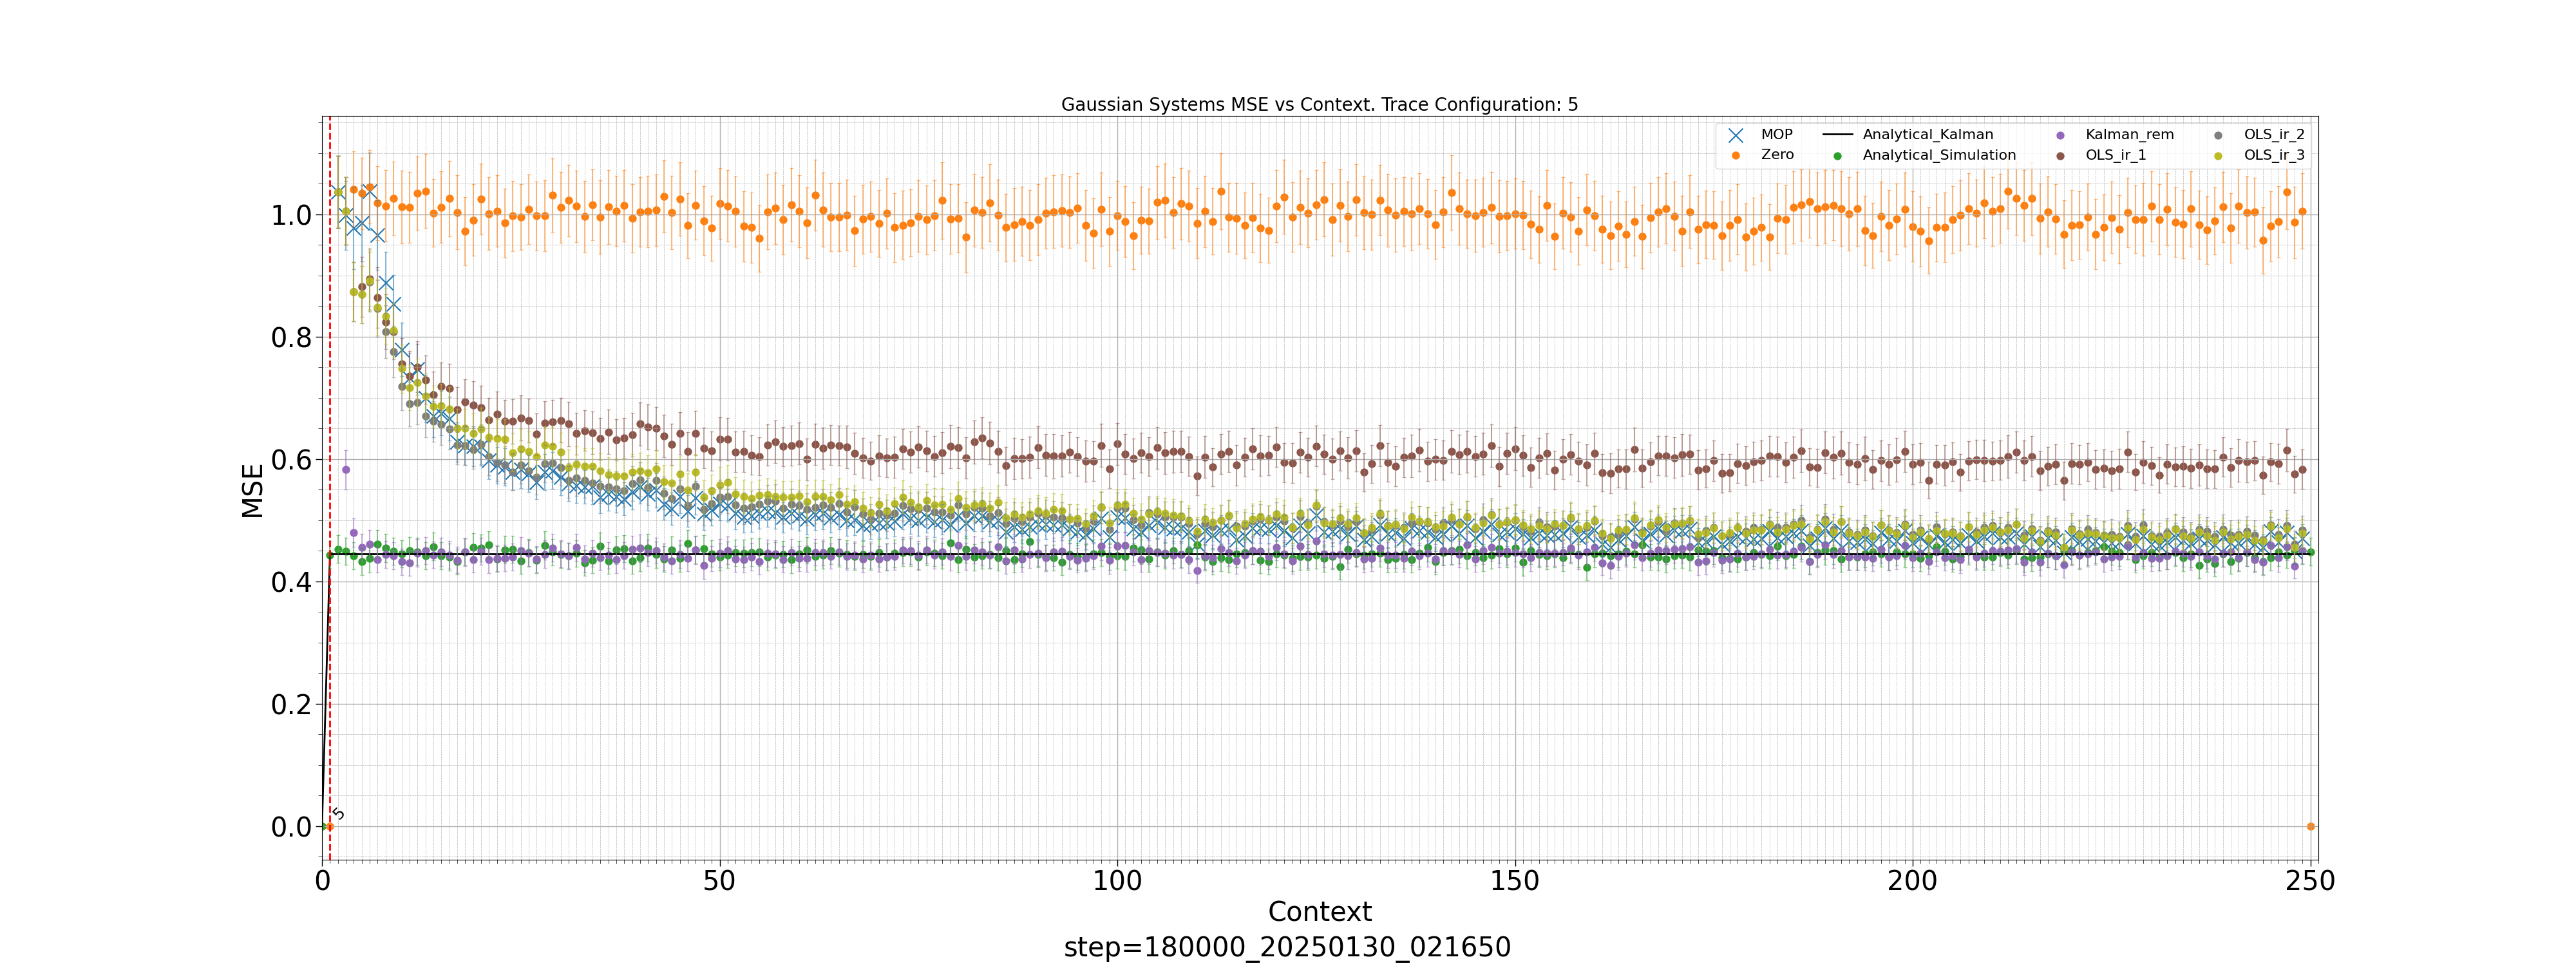 Gaussian Systems MSE vs Context. Trace Configuration: 5
MOP
Zero
Analytical_Kalman
Analytical_Simulation
Kalman_rem
OLS_ir_1
OLS_ir_2
OLS_ir_3
MSE
1.0
0.8
0.6
0.4
0.2
0.0
5
0
50
100
150
200
250
Context
step=180000_20250130_021650